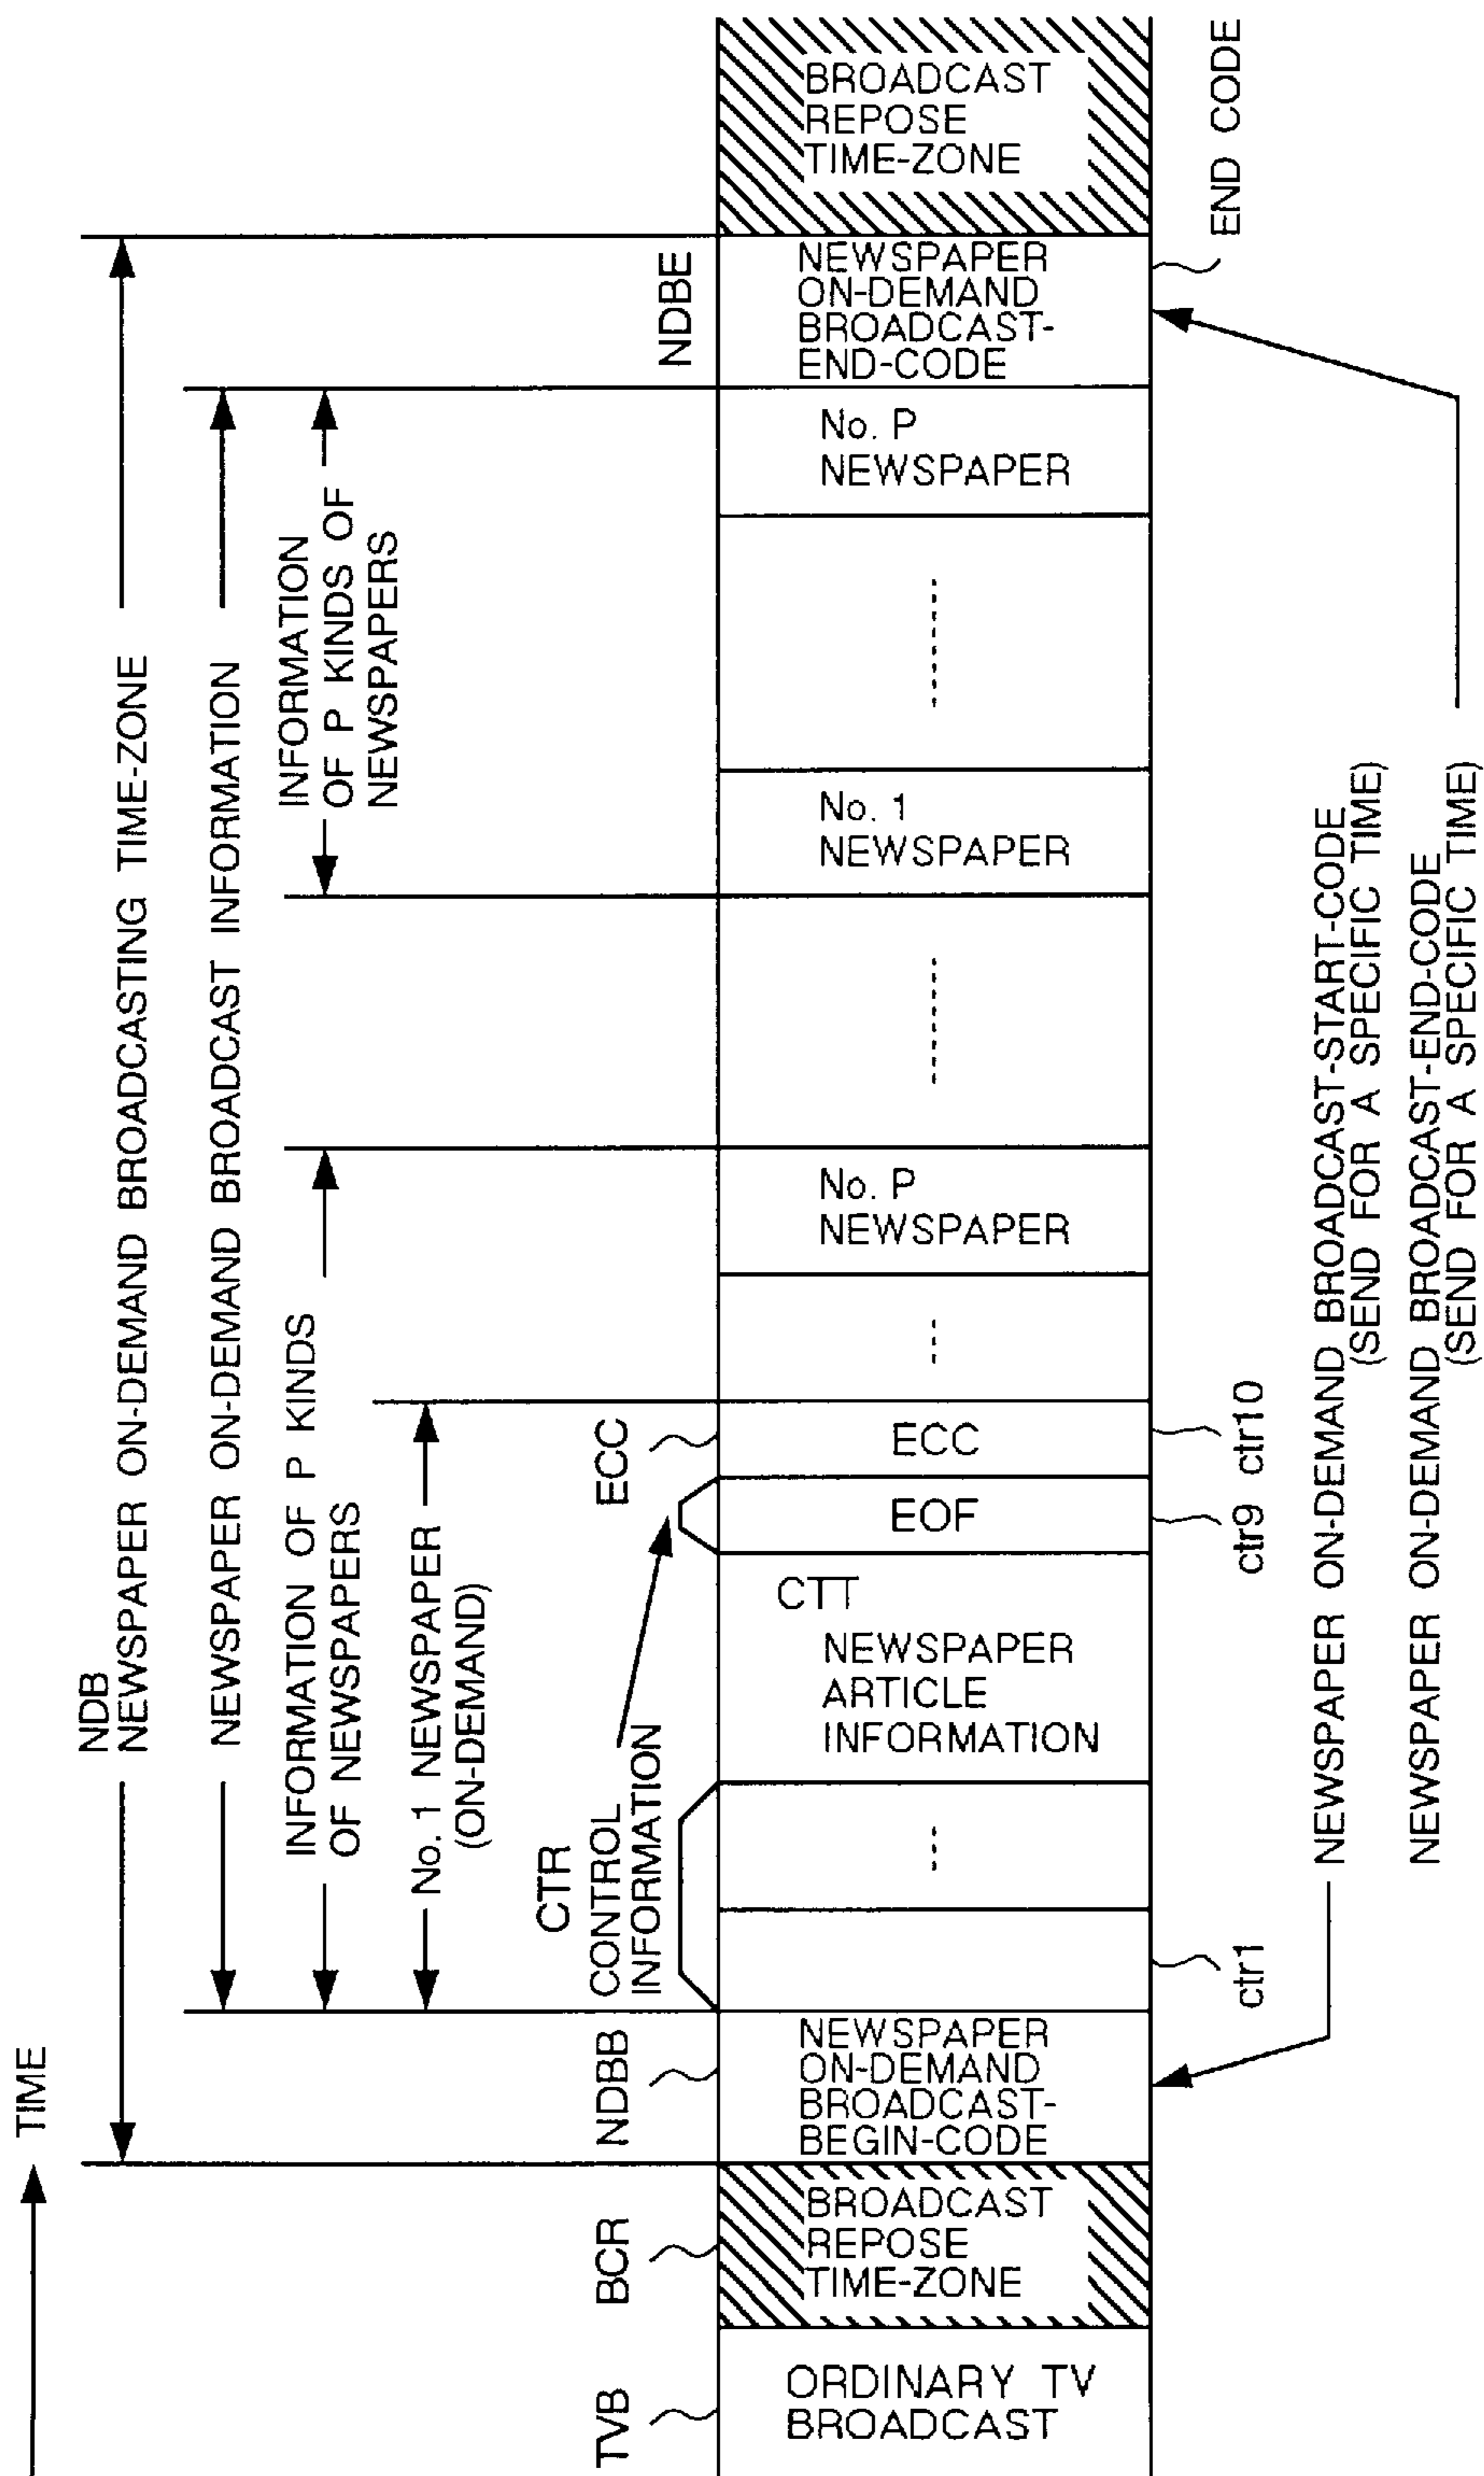 TIME
NDB
NEWSPAPER ON-DEMAND BROADCASTING TIME-ZONE
NEWSPAPER ON-DEMAND BROADCAST INFORMATION
INFORMATION OF P KINDS
OF NEWSPAPERS
INFORMATION
OF P KINDS OF
NEWSPAPERS
No. 1 NEWSPAPER
(ON-DEMAND)
CTR
CONTROL
INFORMATION
TVB
BCR
NDBB
ECC
NDBE
ORDINARY TV
BROADCAST
BROADCAST
REPOSE
TIME-ZONE
NEWSPAPER
ON-DEMAND
BROADCAST-
BEGIN-CODE
CTT
NEWSPAPER
ARTICLE
INFORMATION
EOF
ECC
No. P
NEWSPAPER
No. 1
NEWSPAPER
No. P
NEWSPAPER
NEWSPAPER
ON-DEMAND
BROADCAST-
END-CODE
BROADCAST
REPOSE
TIME-ZONE
ctr1
ctr9
ctr10
END CODE
NEWSPAPER ON-DEMAND BROADCAST-START-CODE
(SEND FOR A SPECIFIC TIME)
NEWSPAPER ON-DEMAND BROADCAST-END-CODE
(SEND FOR A SPECIFIC TIME)